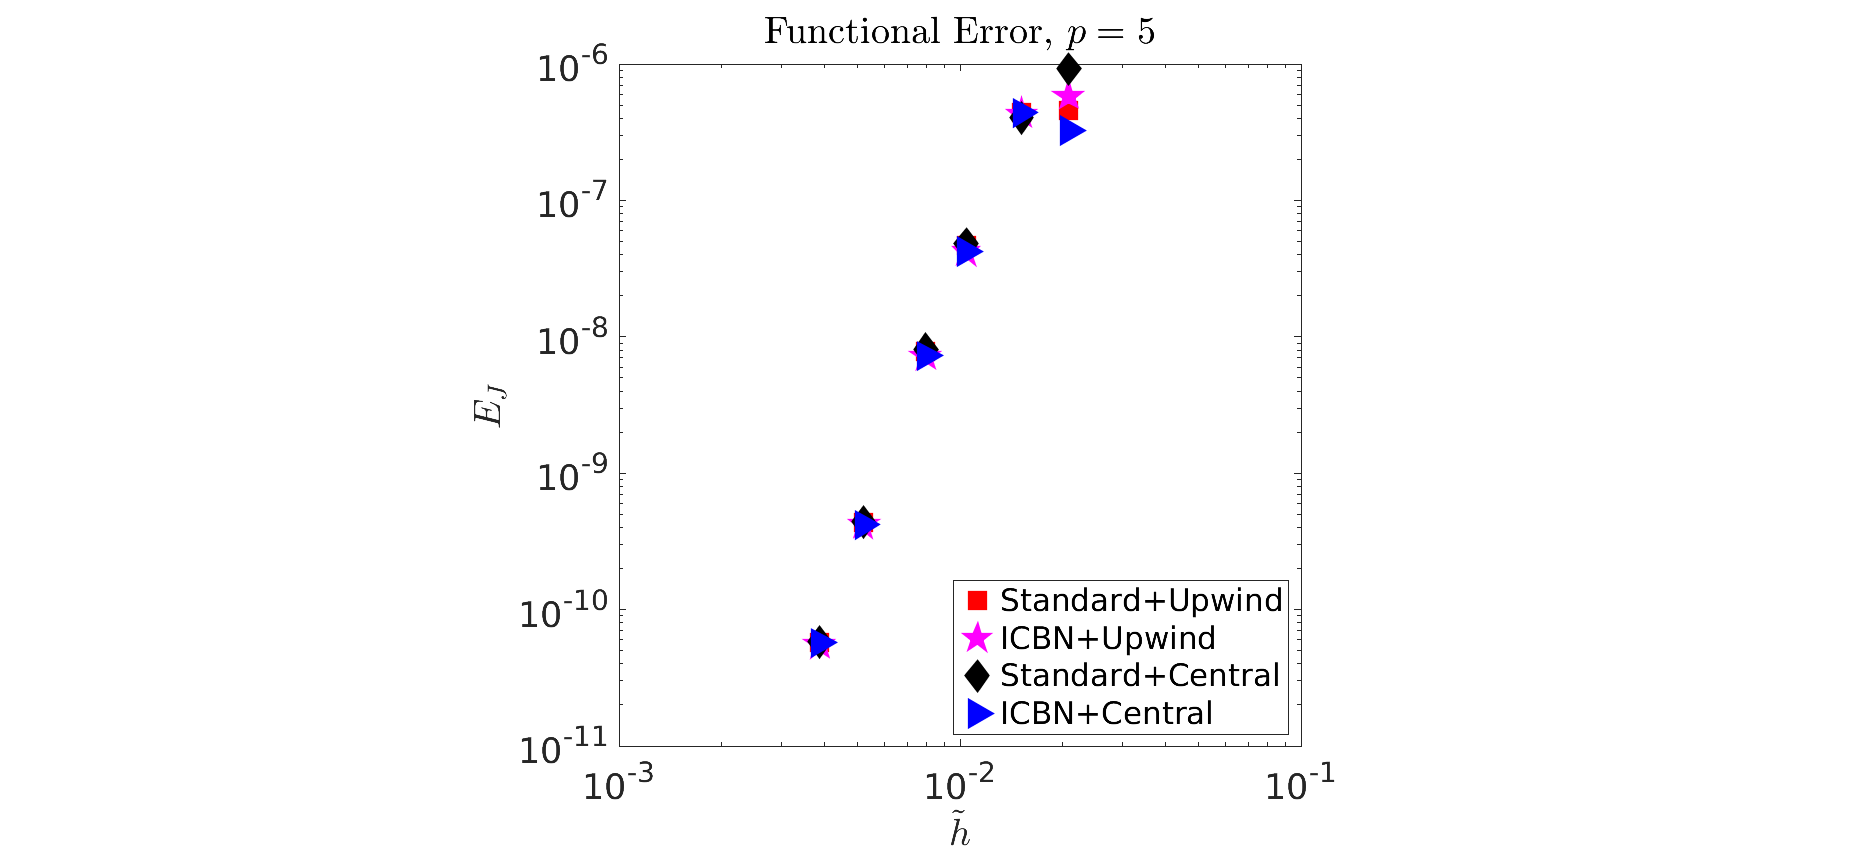 Functional Error, p = 5
10^-6
10^-7
10^-8
10^-9
10^-10
10^-11
E_J
10^-3 10^-2 10^-1
h̃
Standard+Upwind
ICBN+Upwind
Standard+Central
ICBN+Central